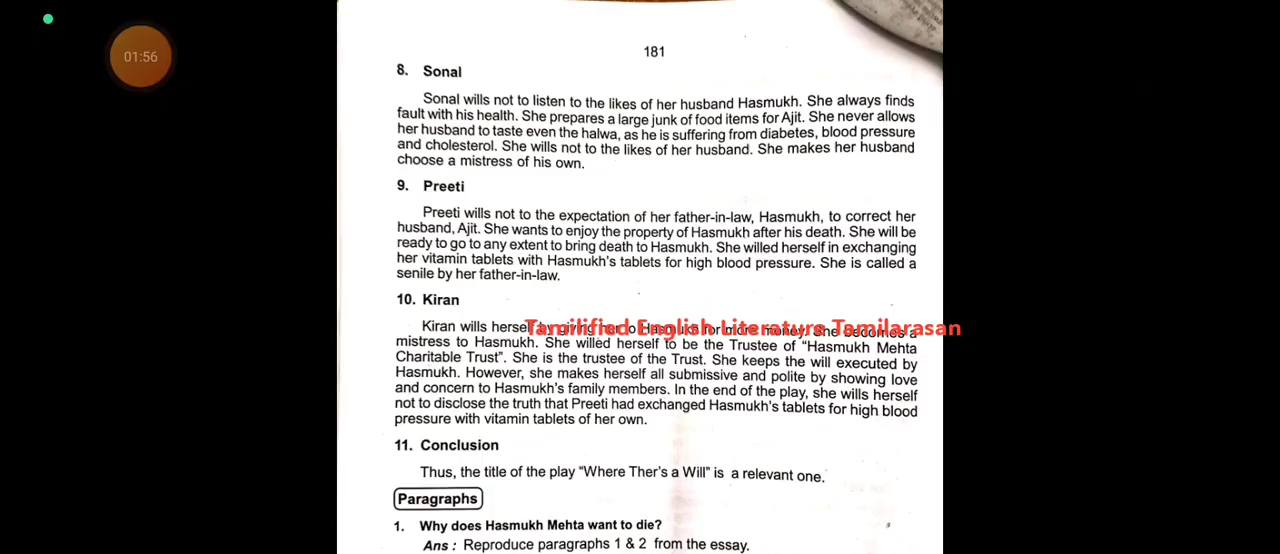 01:56
181
8. Sonal
Sonal wills not to listen to the likes of her husband Hasmukh. She always finds
fault with his health. She prepares a large junk of food items for Ajit. She never allows
her husband to taste even the halwa, as he is suffering from diabetes, blood pressure
and cholesterol. She wills not to the likes of her husband. She makes her husband
choose a mistress of his own.
9. Preeti
Preeti wills not to the expectation of her father-in-law, Hasmukh, to correct her
husband, Ajit. She wants to enjoy the property of Hasmukh after his death. She will be
ready to go to any extent to bring death to Hasmukh. She willed herself in exchanging
her vitamin tablets with Hasmukh's tablets for high blood pressure. She is called a
senile by her father-in-law.
10. Kiran
Kiran wills herself by giving her to Hasmukh for more money. She becomes a
Tamilified English Literature Tamilarasan
mistress to Hasmukh. She willed herself to be the Trustee of "Hasmukh Mehta
Charitable Trust". She is the trustee of the Trust. She keeps the will executed by
Hasmukh. However, she makes herself all submissive and polite by showing love
and concern to Hasmukh's family members. In the end of the play, she wills herself
not to disclose the truth that Preeti had exchanged Hasmukh's tablets for high blood
pressure with vitamin tablets of her own.
11. Conclusion
Thus, the title of the play "Where Ther's a Will" is a relevant one.
Paragraphs
1. Why does Hasmukh Mehta want to die?
Ans : Reproduce paragraphs 1 & 2 from the essay.